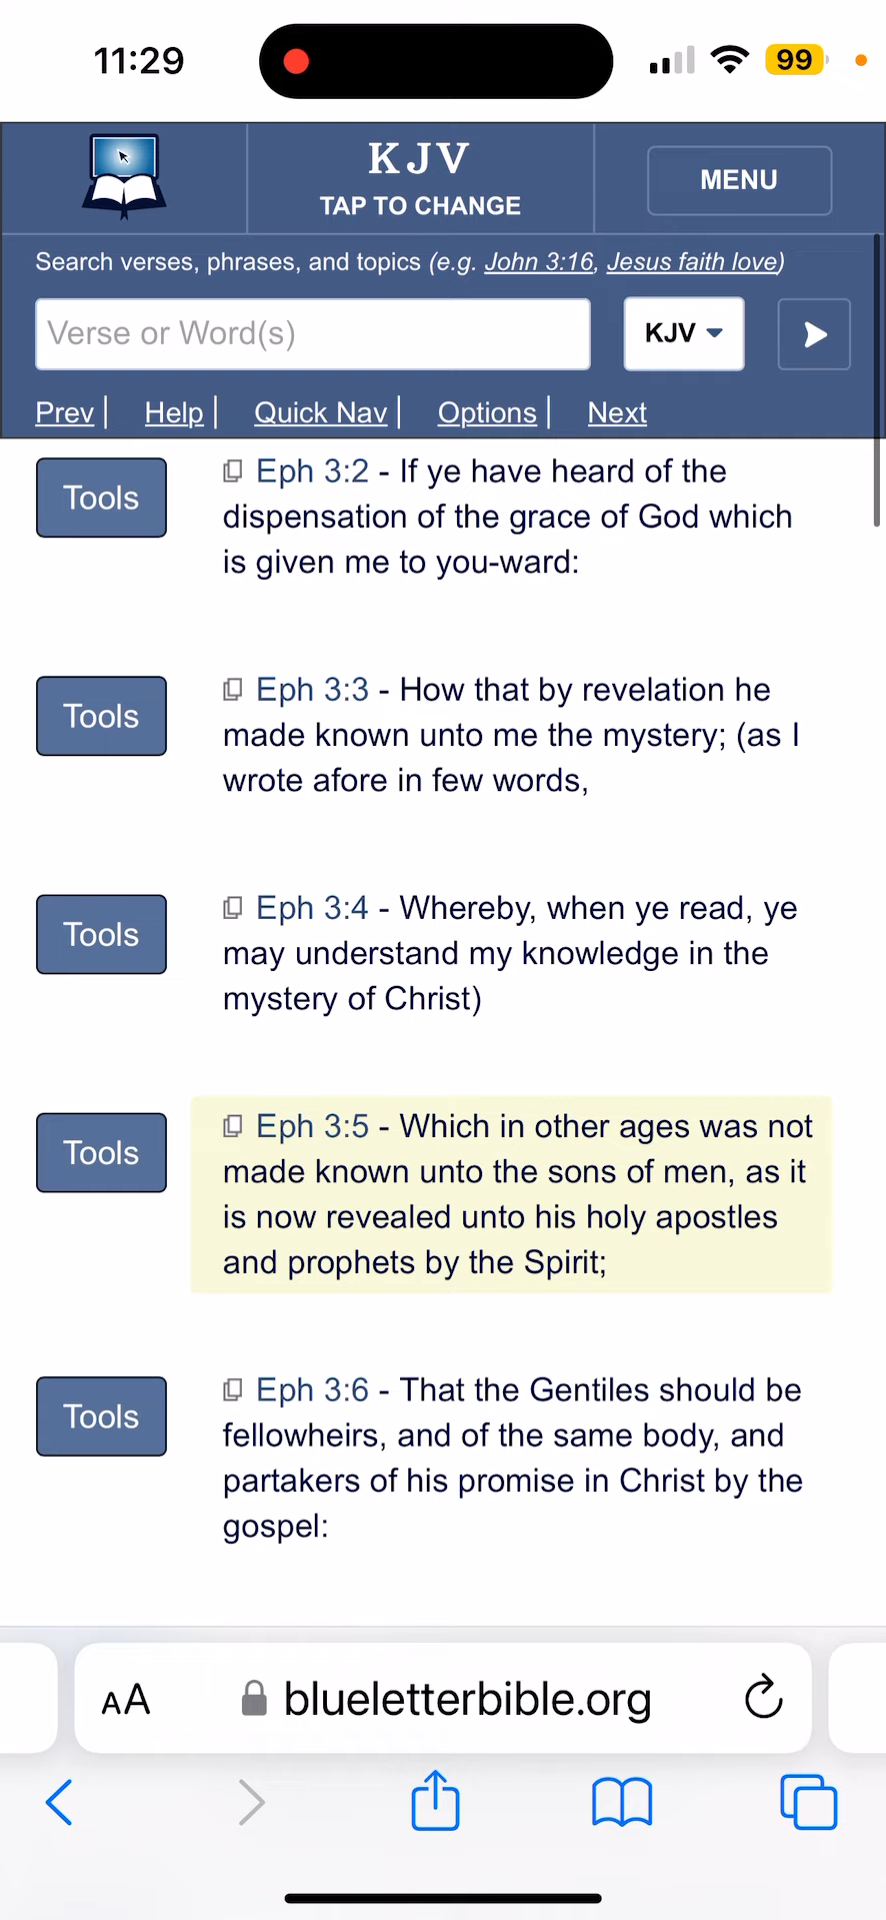 11:29
99
KJV
TAP TO CHANGE
MENU
Search verses, phrases, and topics (e.g. John 3:16, Jesus faith love)
Verse or Word(s)
KJV
Prev | Help | Quick Nav | Options | Next
Tools
Eph 3:2 - If ye have heard of the
dispensation of the grace of God which
is given me to you-ward:
Tools
Eph 3:3 - How that by revelation he
made known unto me the mystery; (as I
wrote afore in few words,
Tools
Eph 3:4 - Whereby, when ye read, ye
may understand my knowledge in the
mystery of Christ)
Tools
Eph 3:5 - Which in other ages was not
made known unto the sons of men, as it
is now revealed unto his holy apostles
and prophets by the Spirit;
Tools
Eph 3:6 - That the Gentiles should be
fellowheirs, and of the same body, and
partakers of his promise in Christ by the
gospel:
AA blueletterbible.org